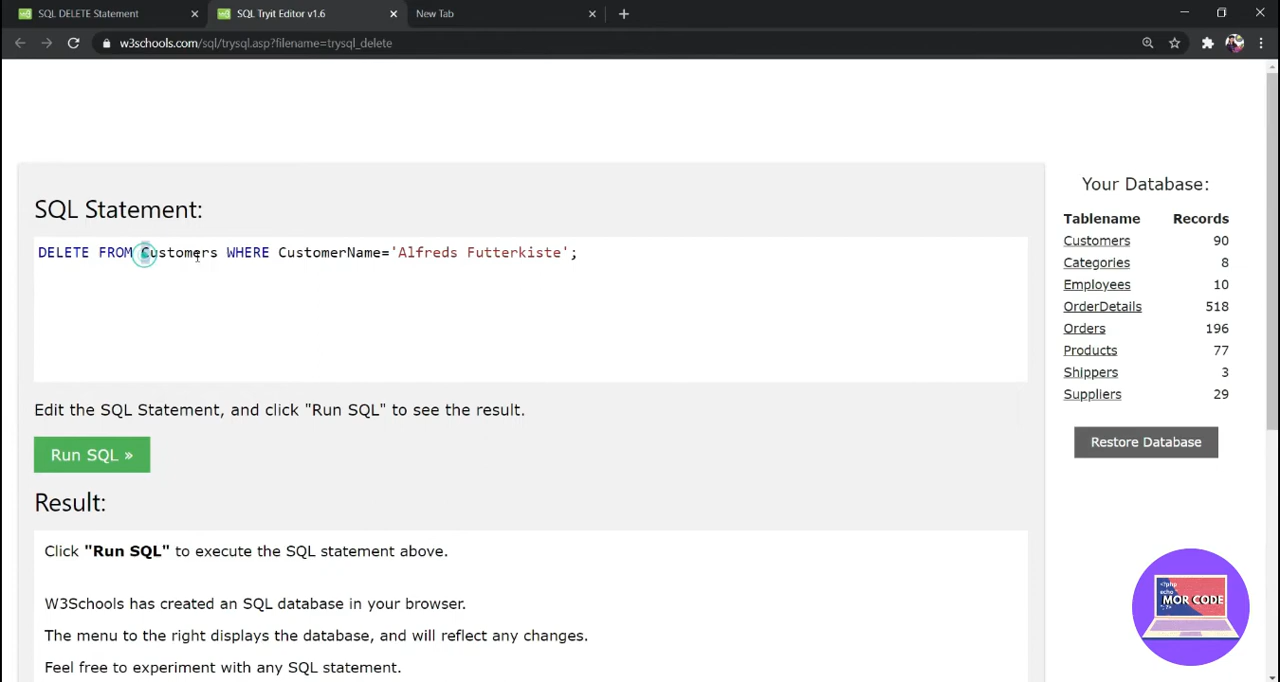 SQL DELETE Statement
SQL Tryit Editor v1.6
New Tab
w3schools.com/sql/trysql.asp?filename=trysql_delete
SQL Statement:
DELETE FROM Customers WHERE CustomerName='Alfreds Futterkiste';
Edit the SQL Statement, and click "Run SQL" to see the result.
Run SQL »
Result:
Click "Run SQL" to execute the SQL statement above.
W3Schools has created an SQL database in your browser.
The menu to the right displays the database, and will reflect any changes.
Feel free to experiment with any SQL statement.
Your Database:
Tablename Records
Customers 90
Categories 8
Employees 10
OrderDetails 518
Orders 196
Products 77
Shippers 3
Suppliers 29
Restore Database
<?php
echo "
MOR CODE
"; ?>